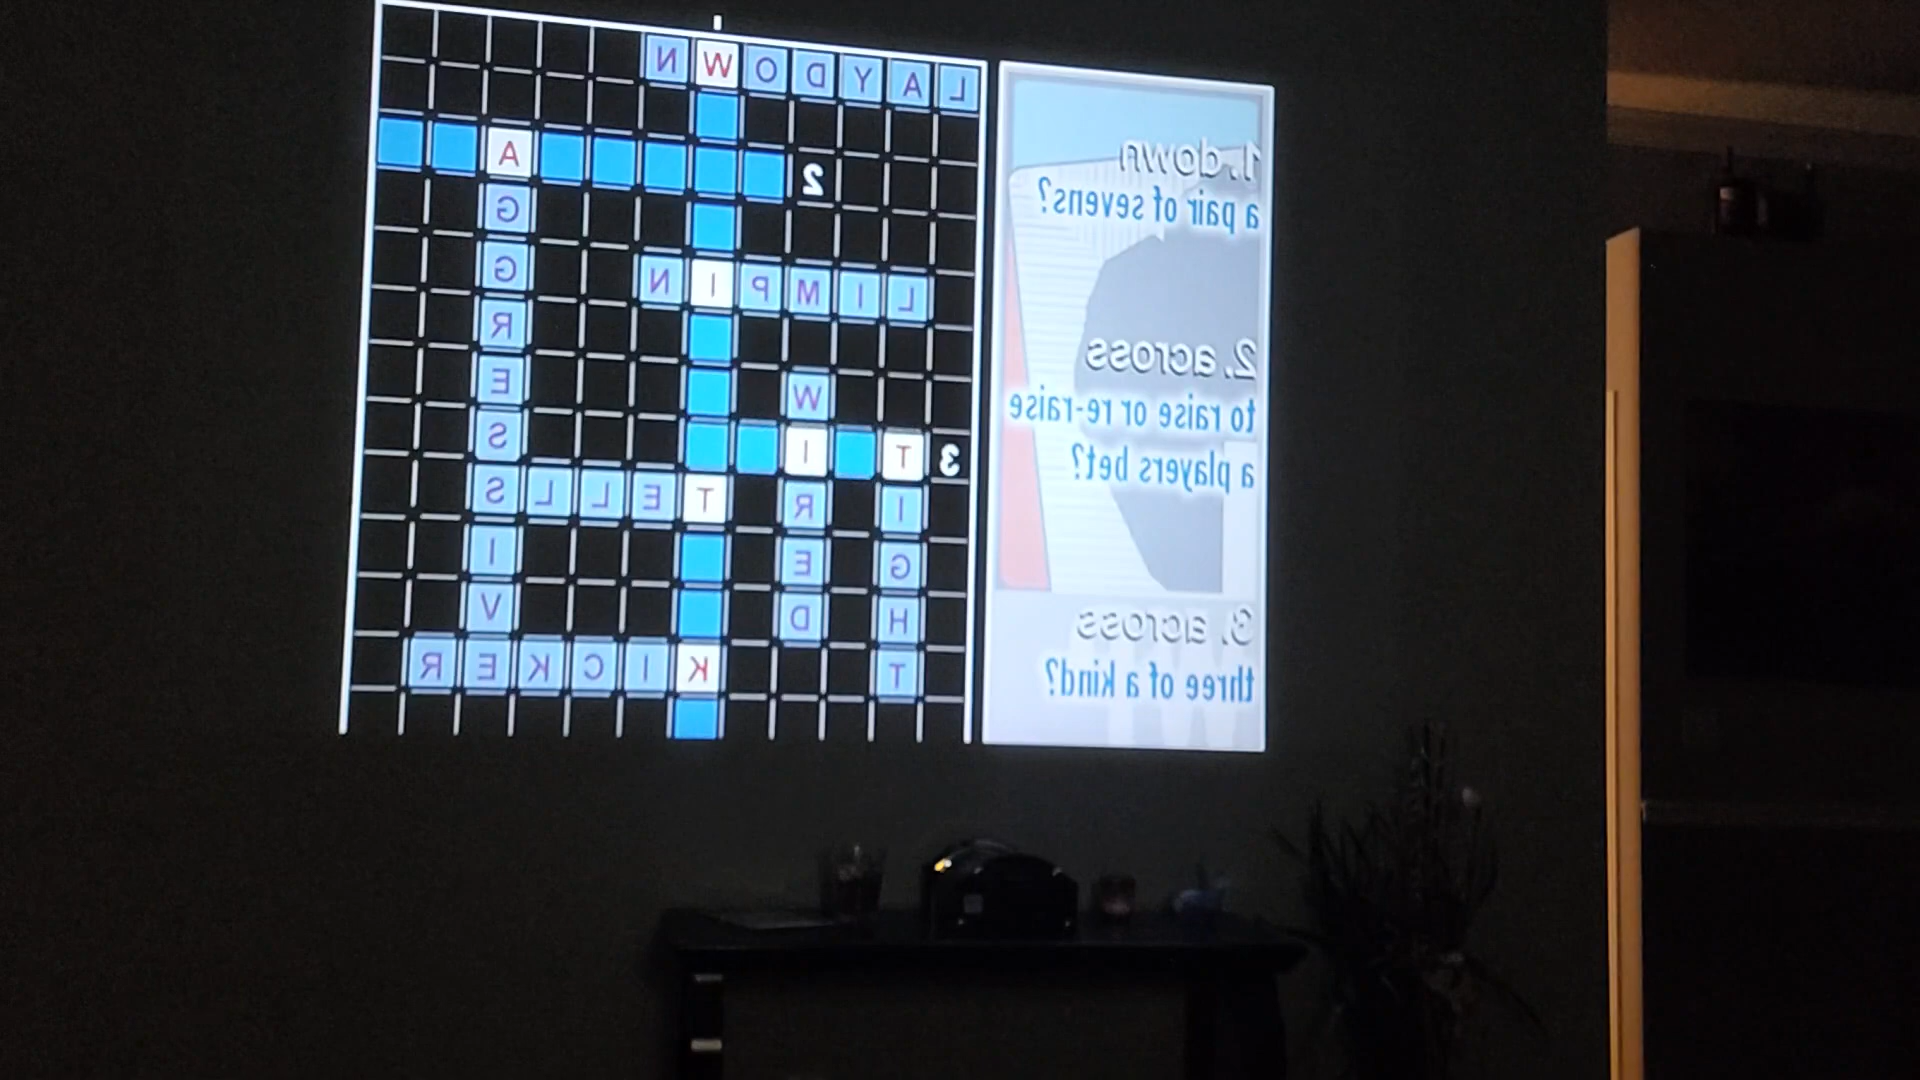 LAYDOWN
2 A
G
G
LIMPIN
R
W E
3 T I S
I R TELLS
G E I
H D V
T KICKER
1. down
a pair of sevens?
2. across
to raise or re-raise
a players bet?
3. across
three of a kind?